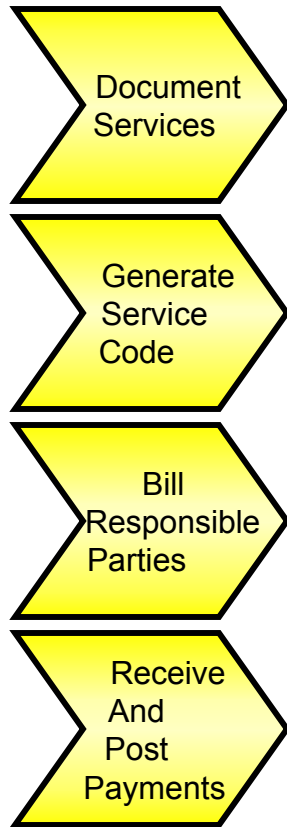 Document
Services
Generate
Service
Code
Bill
Responsible
Parties
Receive
And
Post
Payments